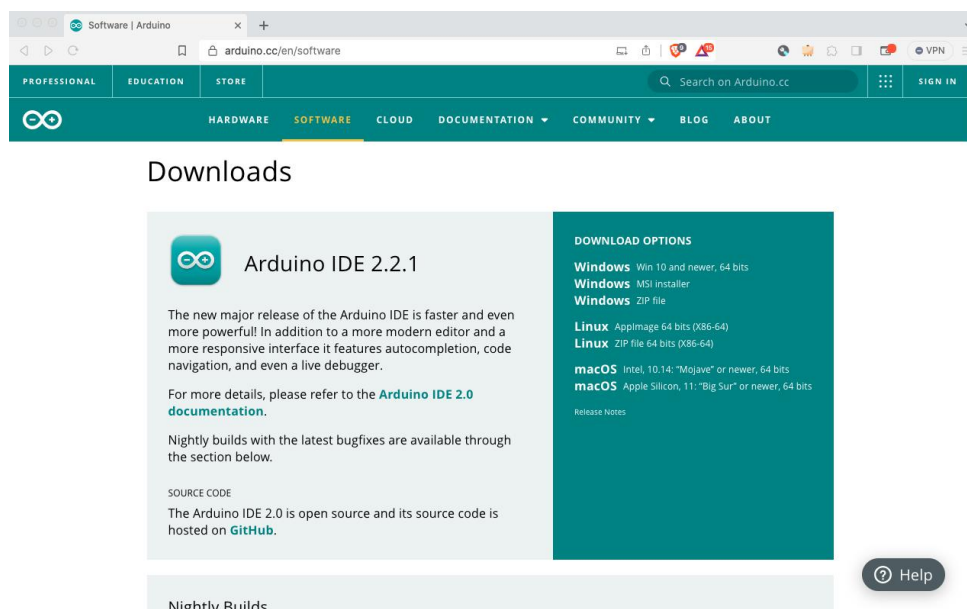 Software | Arduino
arduino.cc/en/software
VPN
PROFESSIONAL EDUCATION STORE
Search on Arduino.cc
SIGN IN
HARDWARE SOFTWARE CLOUD DOCUMENTATION COMMUNITY BLOG ABOUT
Downloads
Arduino IDE 2.2.1
The new major release of the Arduino IDE is faster and even
more powerful! In addition to a more modern editor and a
more responsive interface it features autocompletion, code
navigation, and even a live debugger.
For more details, please refer to the Arduino IDE 2.0
documentation.
Nightly builds with the latest bugfixes are available through
the section below.
SOURCE CODE
The Arduino IDE 2.0 is open source and its source code is
hosted on GitHub.
DOWNLOAD OPTIONS
Windows Win 10 and newer, 64 bits
Windows MSI installer
Windows ZIP file
Linux AppImage 64 bits (X86-64)
Linux ZIP file 64 bits (X86-64)
macOS Intel, 10.14: “Mojave” or newer, 64 bits
macOS Apple Silicon, 11: “Big Sur” or newer, 64 bits
Release Notes
Help
Nightly Builds